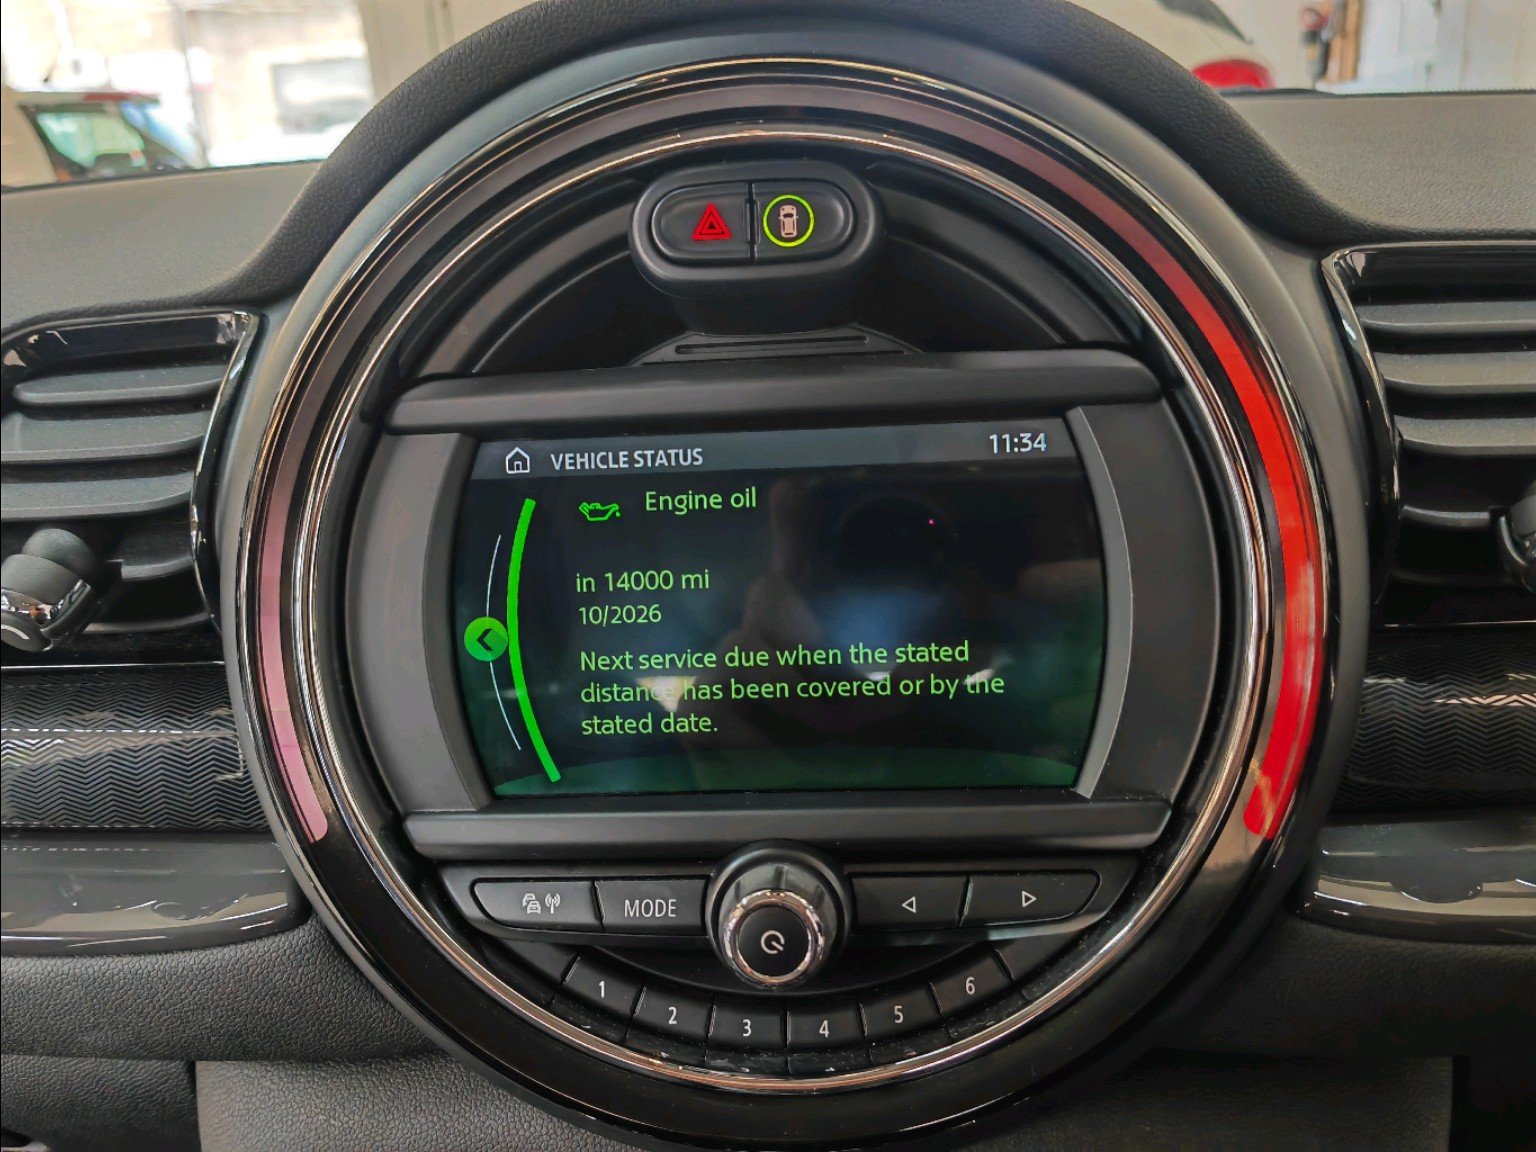 VEHICLE STATUS
11:34
Engine oil
in 14000 mi
10/2026
Next service due when the stated
distance has been covered or by the
stated date.
MODE
1
2
3
4
5
6